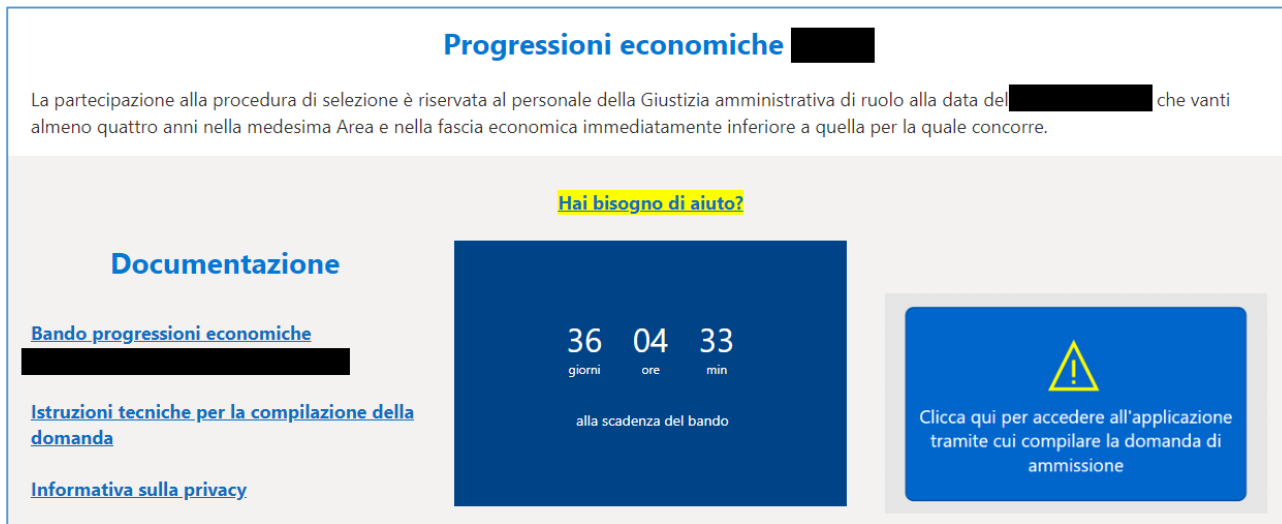 Progressioni economiche
La partecipazione alla procedura di selezione è riservata al personale della Giustizia amministrativa di ruolo alla data del che vanti
almeno quattro anni nella medesima Area e nella fascia economica immediatamente inferiore a quella per la quale concorre.
Hai bisogno di aiuto?
Documentazione
Bando progressioni economiche
Istruzioni tecniche per la compilazione della
domanda
Informativa sulla privacy
36 04 33
giorni ore min
alla scadenza del bando
Clicca qui per accedere all'applicazione
tramite cui compilare la domanda di
ammissione